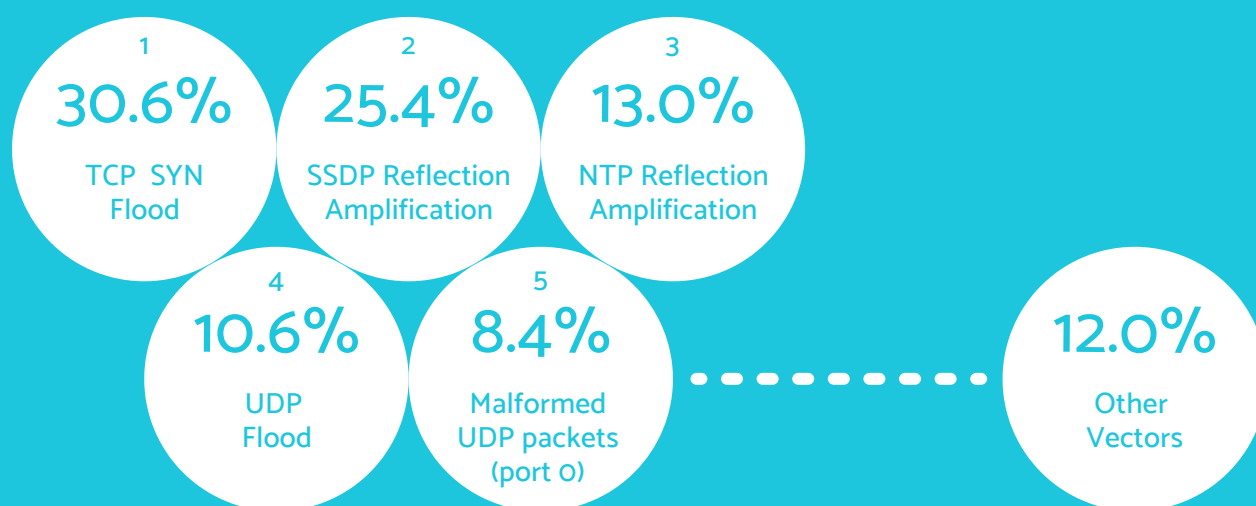 1
30.6%
TCP SYN
Flood
2
25.4%
SSDP Reflection
Amplification
3
13.0%
NTP Reflection
Amplification
4
10.6%
UDP
Flood
5
8.4%
Malformed
UDP packets
(port 0)
12.0%
Other
Vectors